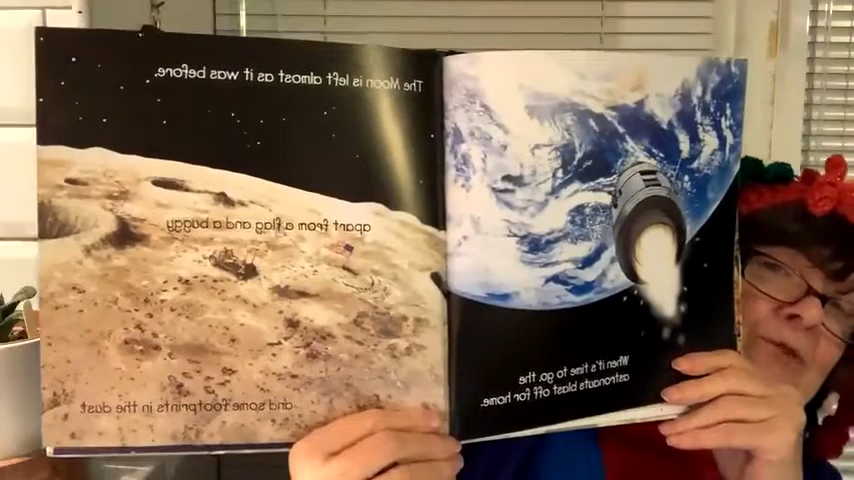 When it's time to go, the
astronauts blast off for home.
The Moon is left almost as it was before.
apart from a flag and a buggy
and some footprints in the dust